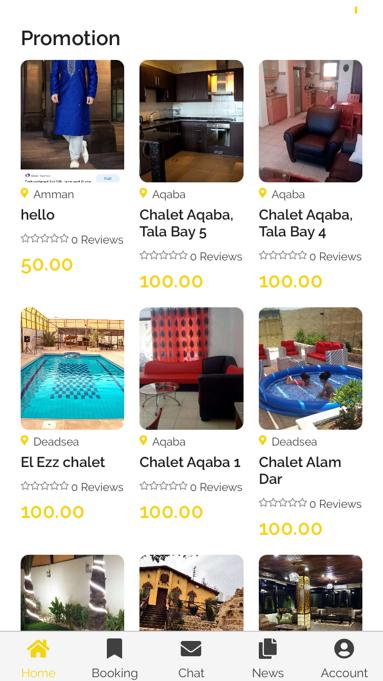 Promotion
Amman
hello
0 Reviews
50.00
Aqaba
Chalet Aqaba,
Tala Bay 5
0 Reviews
100.00
Aqaba
Chalet Aqaba,
Tala Bay 4
0 Reviews
100.00
Deadsea
El Ezz chalet
0 Reviews
100.00
Aqaba
Chalet Aqaba 1
0 Reviews
100.00
Deadsea
Chalet Alam
Dar
0 Reviews
100.00
Home
Booking
Chat
News
Account